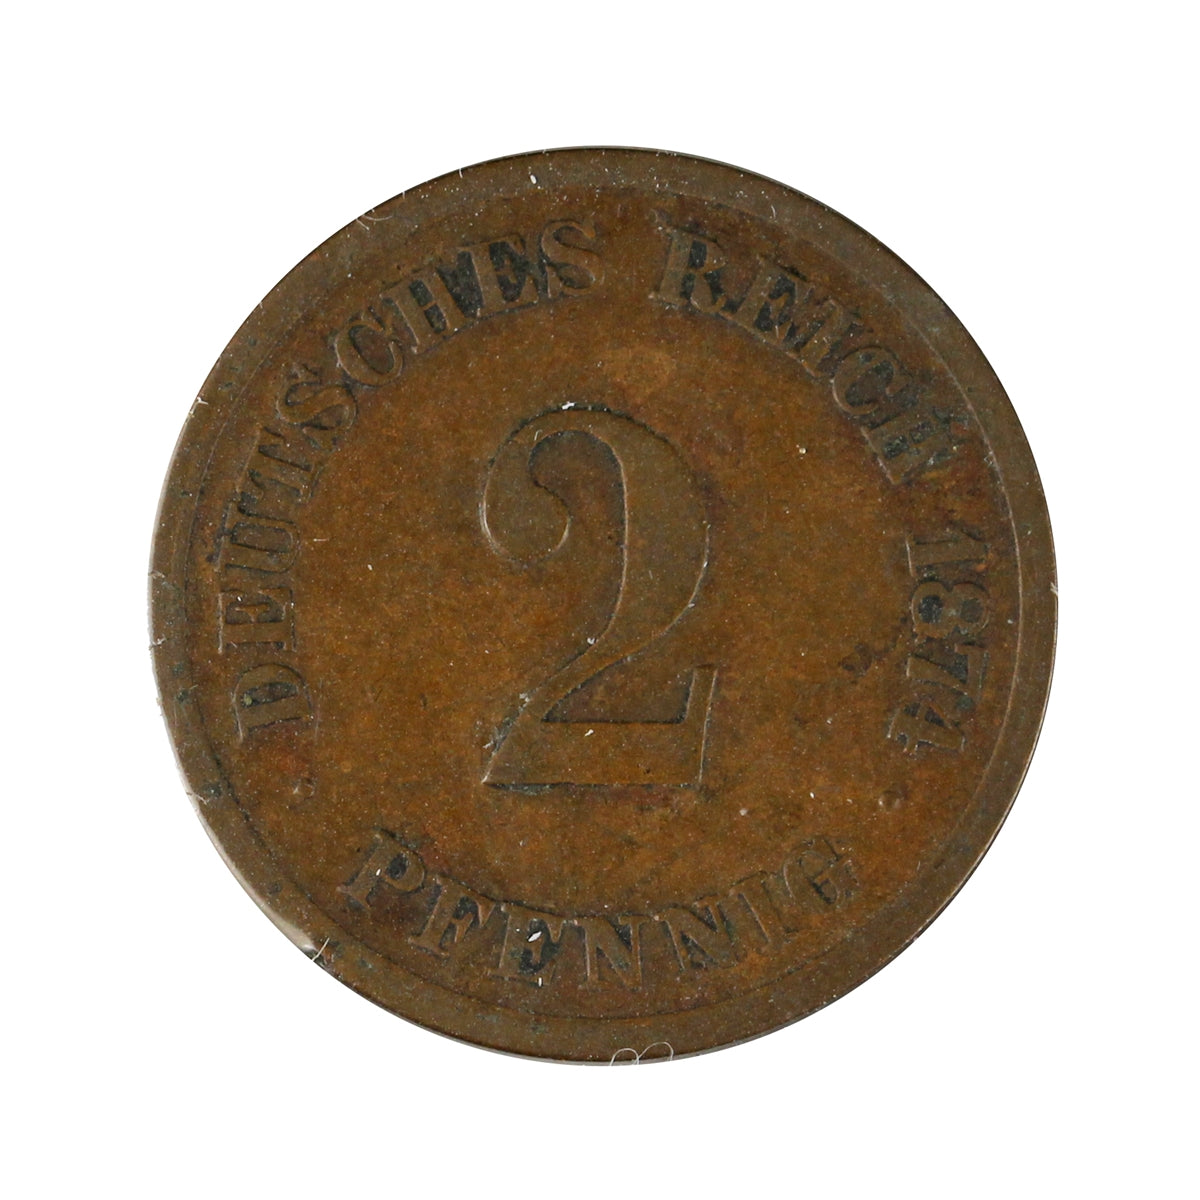 DEUTSCHES REICH 1874
2
PFENNIG